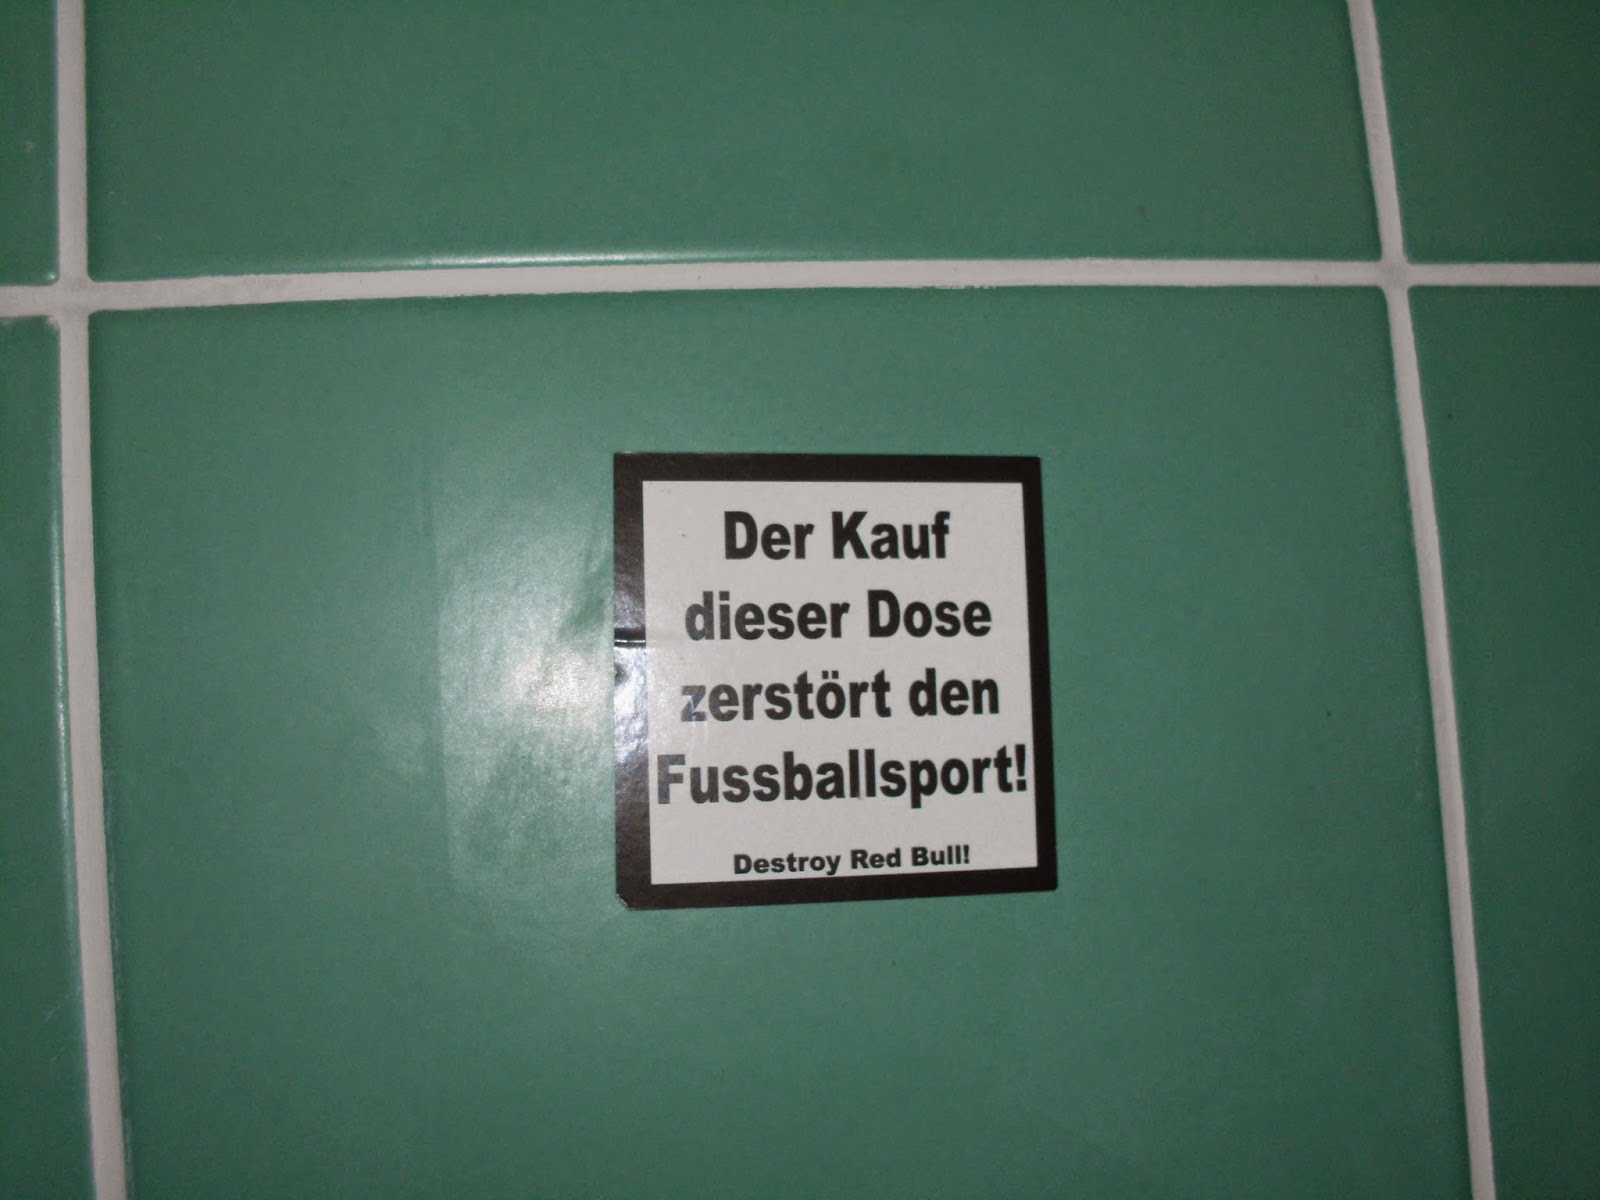 Der Kauf
dieser Dose
zerstört den
Fussballsport!
Destroy Red Bull!